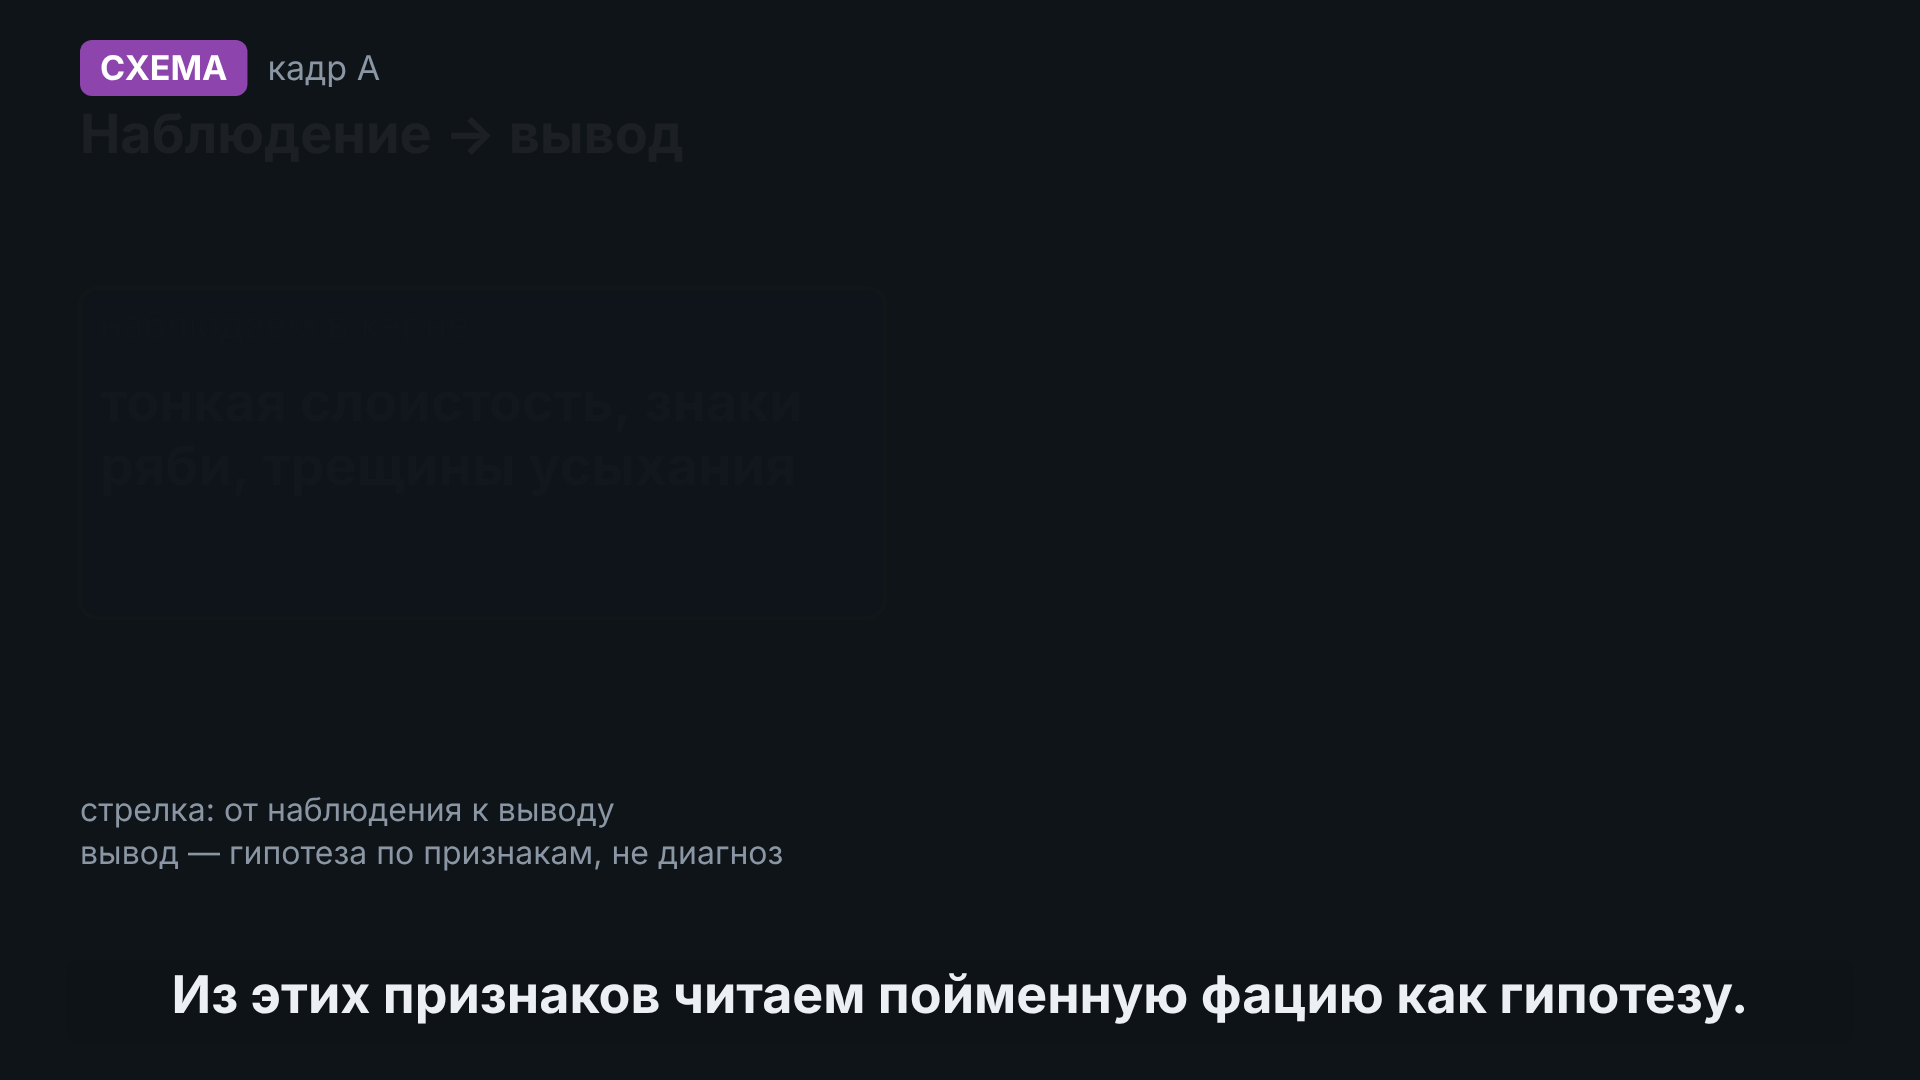 СХЕМА кадр А
Наблюдение → вывод
тонкая слоистость, знаки
ряби, трещины усыхания
стрелка: от наблюдения к выводу
вывод — гипотеза по признакам, не диагноз
Из этих признаков читаем пойменную фацию как гипотезу.